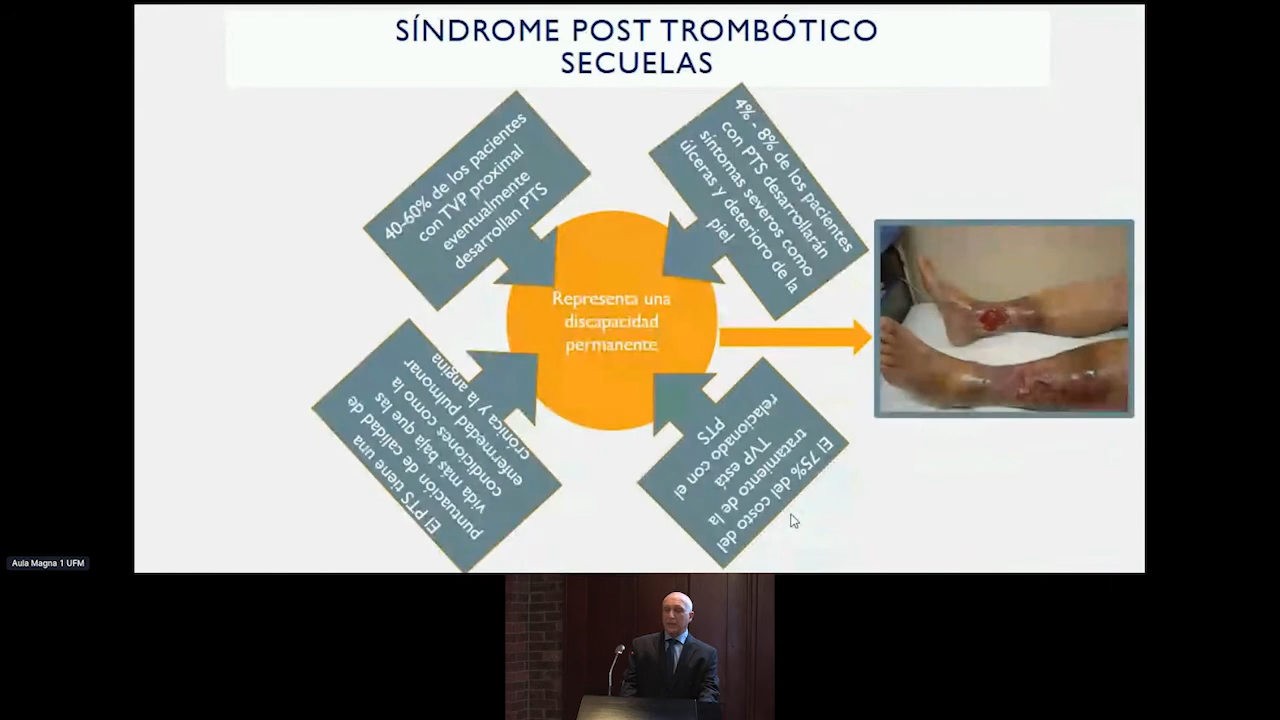 SÍNDROME POST TROMBÓTICO
SECUELAS
40-60% de los pacientes
con TVP proximal
eventualmente
desarrollan PTS
4% - 8% de los pacientes
con PTS desarrollarán
síntomas severos como
úlceras y deterioro de la
piel
Representa una
discapacidad
permanente
El PTS tiene una
puntuación de calidad de
vida más baja que las
condiciones como la
enfermedad pulmonar
crónica y la angina
El 75% del costo del
tratamiento de la
TVP está
relacionado con el
PTS
Aula Magna 1 UFM